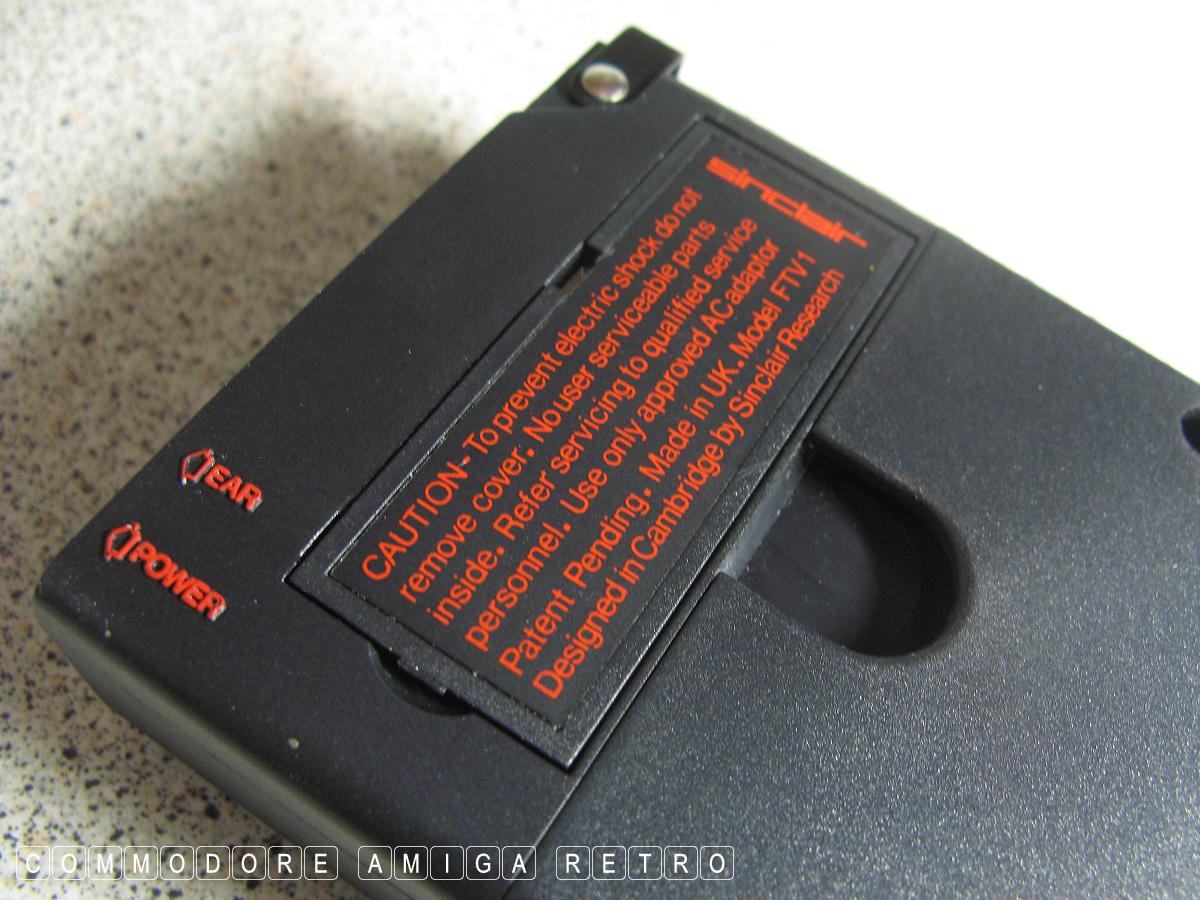 sinclair
CAUTION - To prevent electric shock do not
remove cover. No user serviceable parts
inside. Refer servicing to qualified service
personnel. Use only approved AC adaptor
Patent Pending. Made in UK. Model FTV1
Designed in Cambridge by Sinclair Research
EAR
POWER
COMMODORE AMIGA RETRO